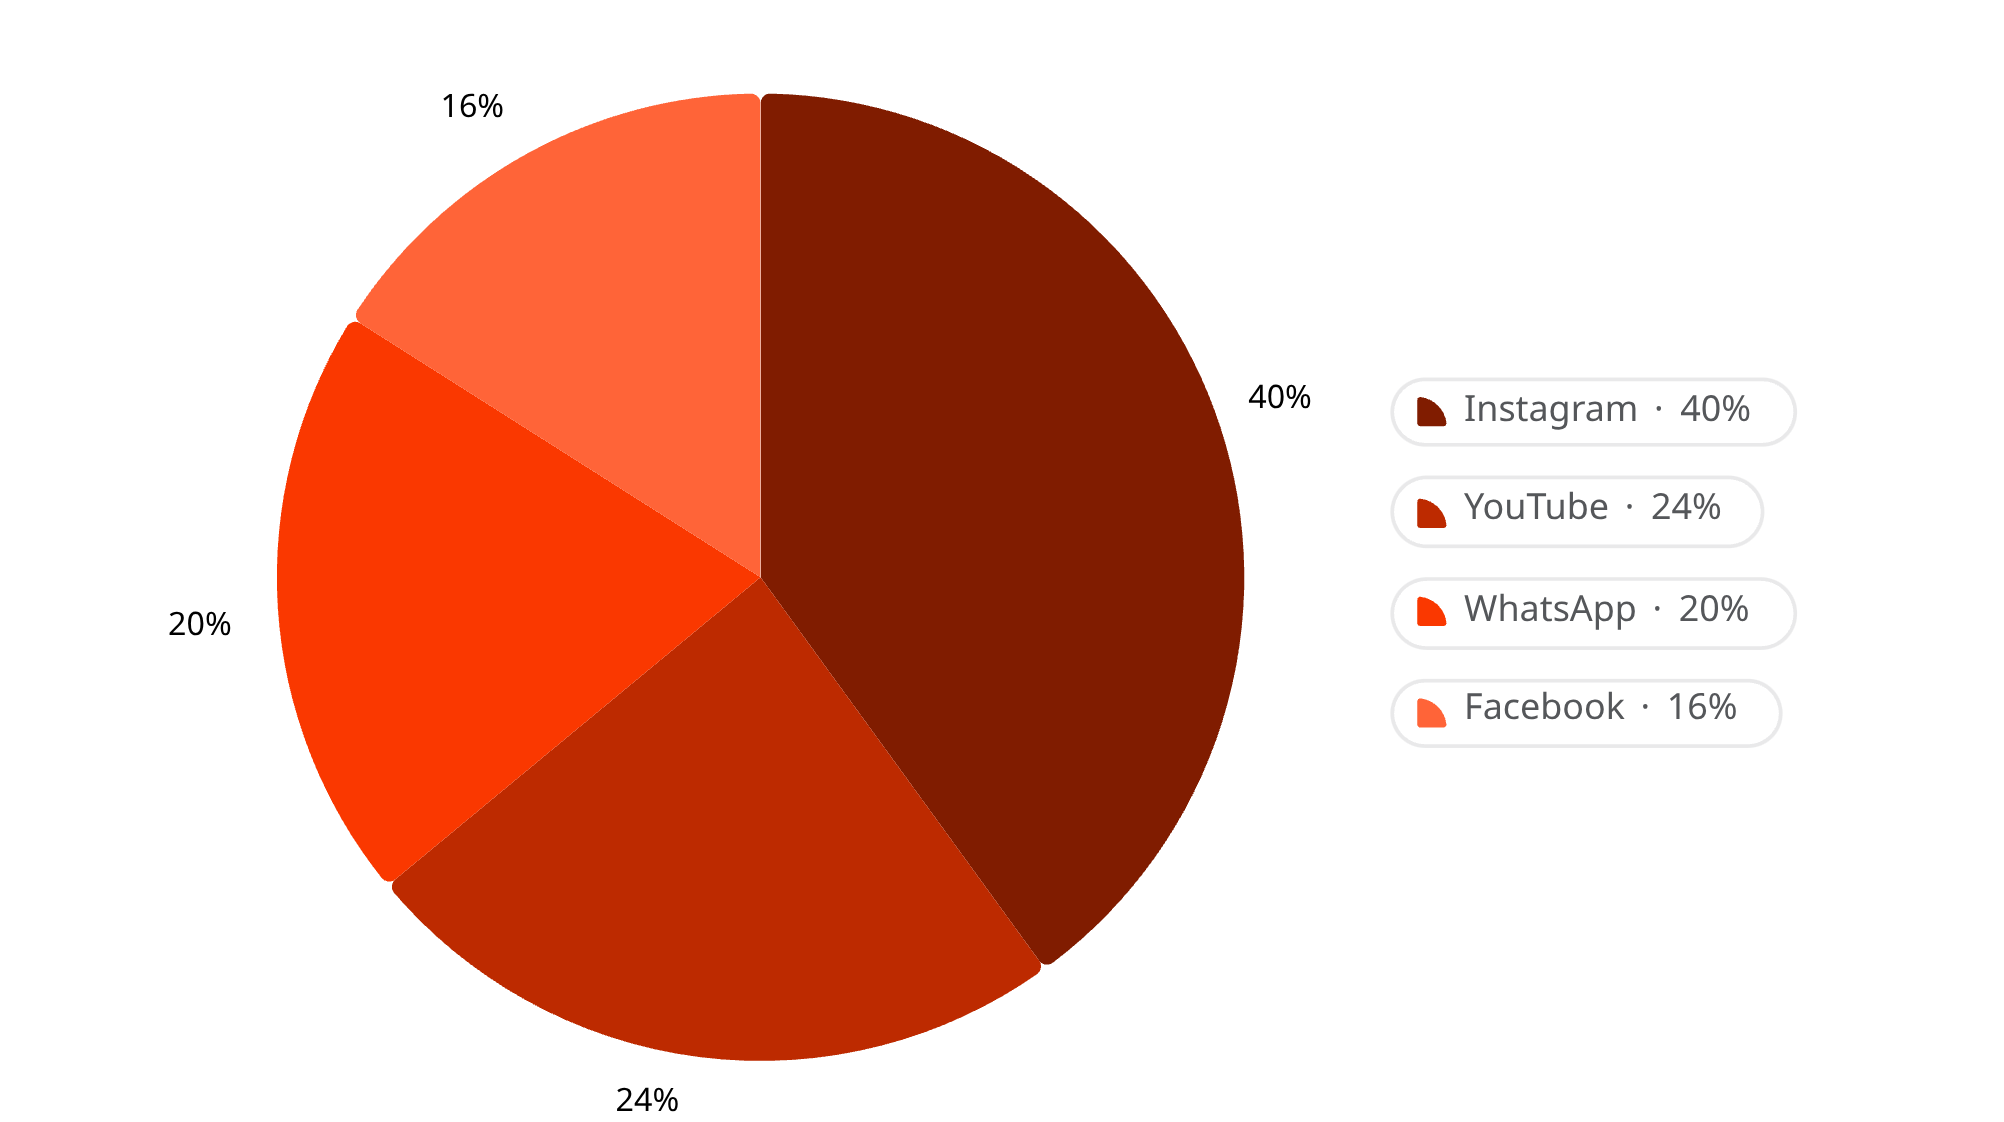 16%
40%
20%
24%
Instagram · 40%
YouTube · 24%
WhatsApp · 20%
Facebook · 16%